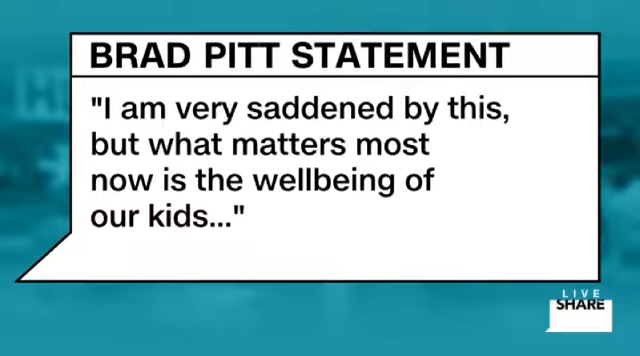 BRAD PITT STATEMENT
"I am very saddened by this,
but what matters most
now is the wellbeing of
our kids..."
LIVE
SHARE